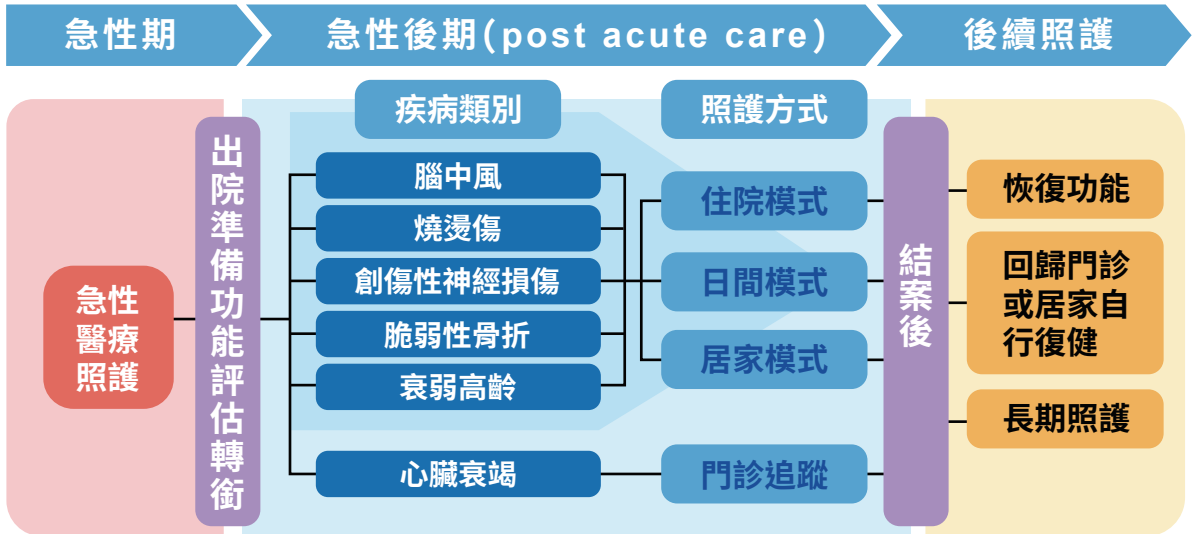 急性期
急性後期(post acute care)
後續照護
急性
醫療
照護
出院準備功能評估轉銜
疾病類別
腦中風
燒燙傷
創傷性神經損傷
脆弱性骨折
衰弱高齡
心臟衰竭
照護方式
住院模式
日間模式
居家模式
門診追蹤
結案後
恢復功能
回歸門診
或居家自
行復健
長期照護